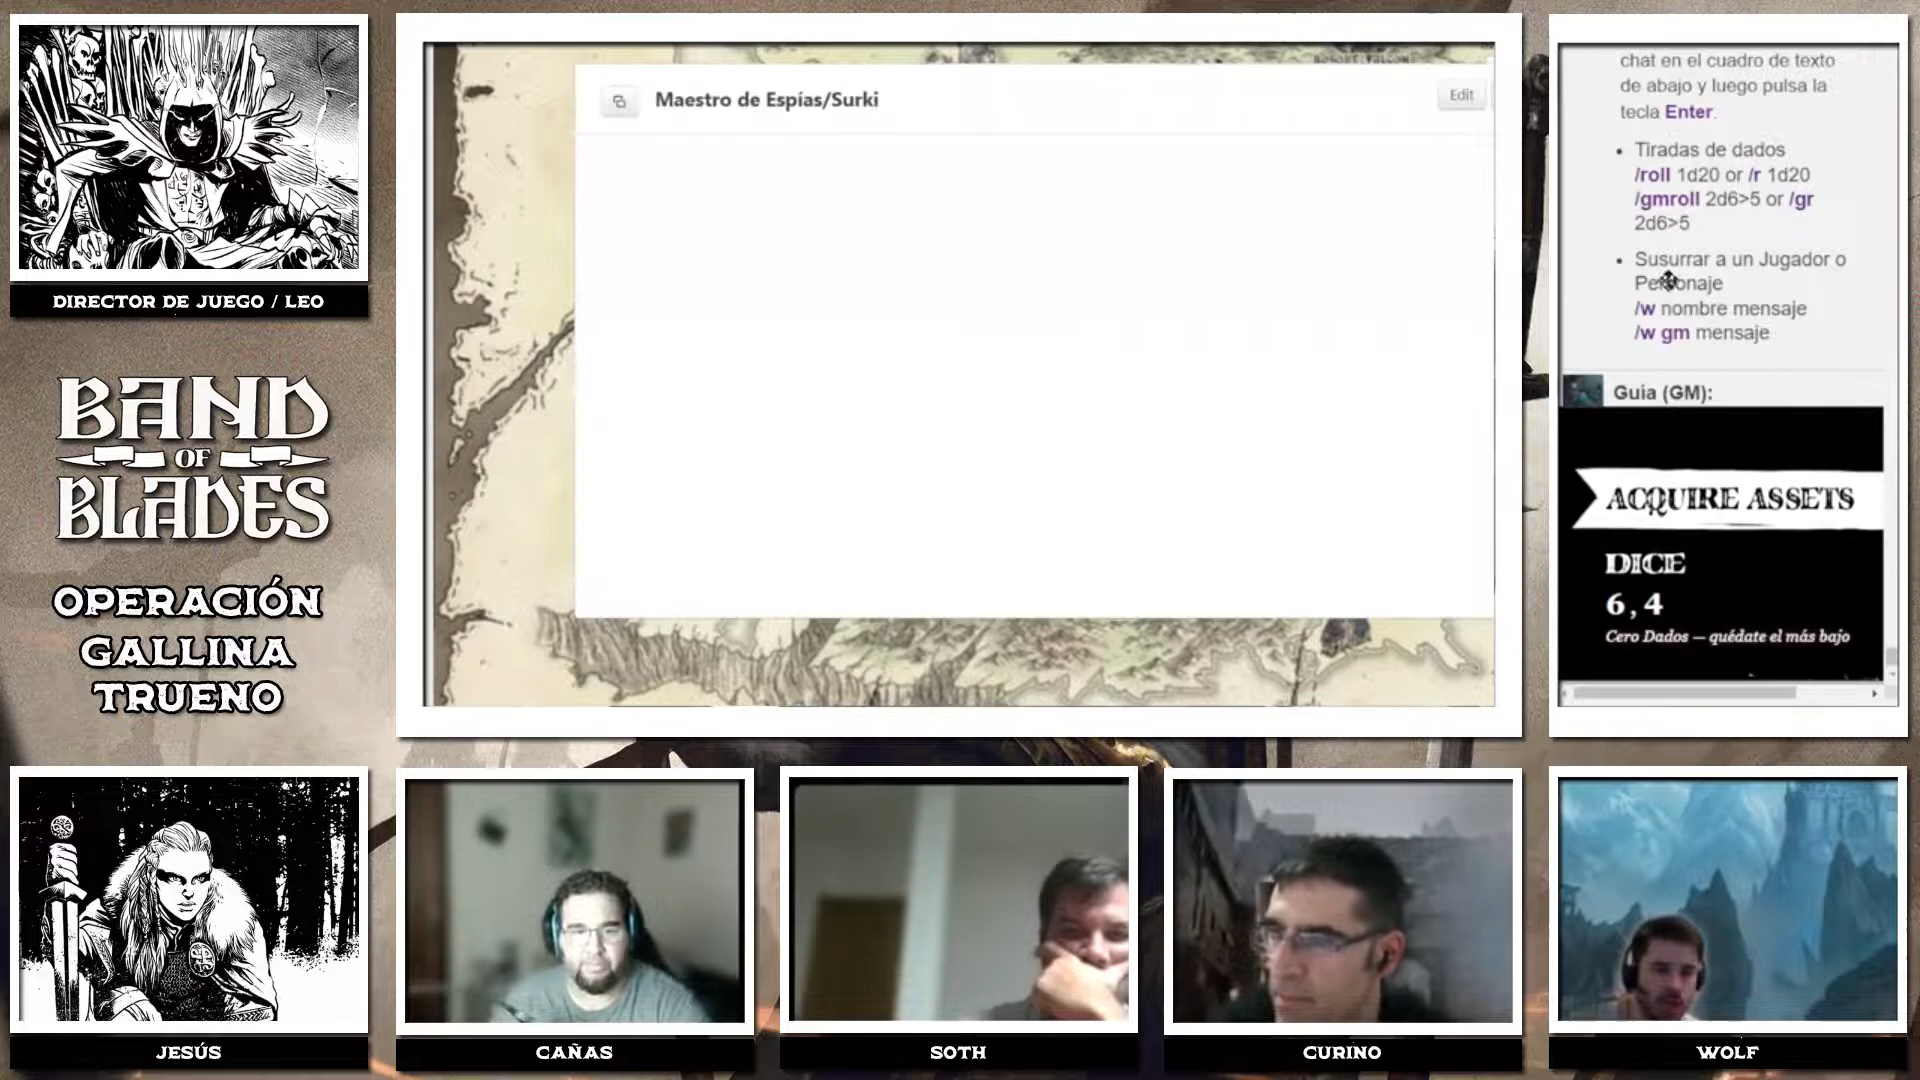 DIRECTOR DE JUEGO / LEO
BAND
OF
BLADES
OPERACIÓN
GALLINA
TRUENO
Maestro de Espías/Surki
Edit
chat en el cuadro de texto
de abajo y luego pulsa la
tecla Enter.
• Tiradas de dados
/roll 1d20 or /r 1d20
/gmroll 2d6>5 or /gr
2d6>5
• Susurrar a un Jugador o
Personaje
/w nombre mensaje
/w gm mensaje
Guia (GM):
ACQUIRE ASSETS
DICE
6, 4
Cero Dados — quédate el más bajo
JESÚS
CAÑAS
SOTH
CURINO
WOLF